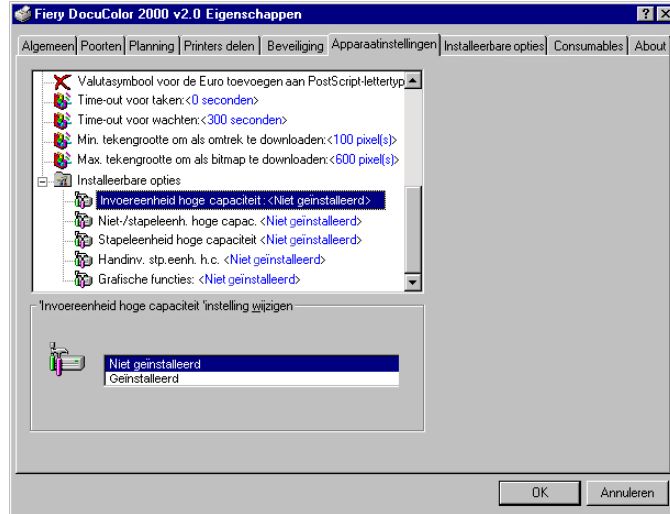 Fiery DocuColor 2000 v2.0 Eigenschappen
Algemeen Poorten Planning Printers delen Beveiliging Apparaatinstellingen Installeerbare opties Consumables About
Valutasymbool voor de Euro toevoegen aan PostScript-lettertyp
Time-out voor taken:<0 seconden>
Time-out voor wachten:<300 seconden>
Min. tekengrootte om als omtrek te downloaden:<100 pixel(s)>
Max. tekengrootte om als bitmap te downloaden:<600 pixel(s)>
Installeerbare opties
Invoereenheid hoge capaciteit :<Niet geïnstalleerd>
Niet-/stapeleenh. hoge capac. <Niet geïnstalleerd>
Stapeleenheid hoge capaciteit <Niet geïnstalleerd>
Handinv. stp.eenh. h.c. <Niet geïnstalleerd>
Grafische functies: <Niet geïnstalleerd>
'Invoereenheid hoge capaciteit 'instelling wijzigen
Niet geïnstalleerd
Geïnstalleerd
OK Annuleren